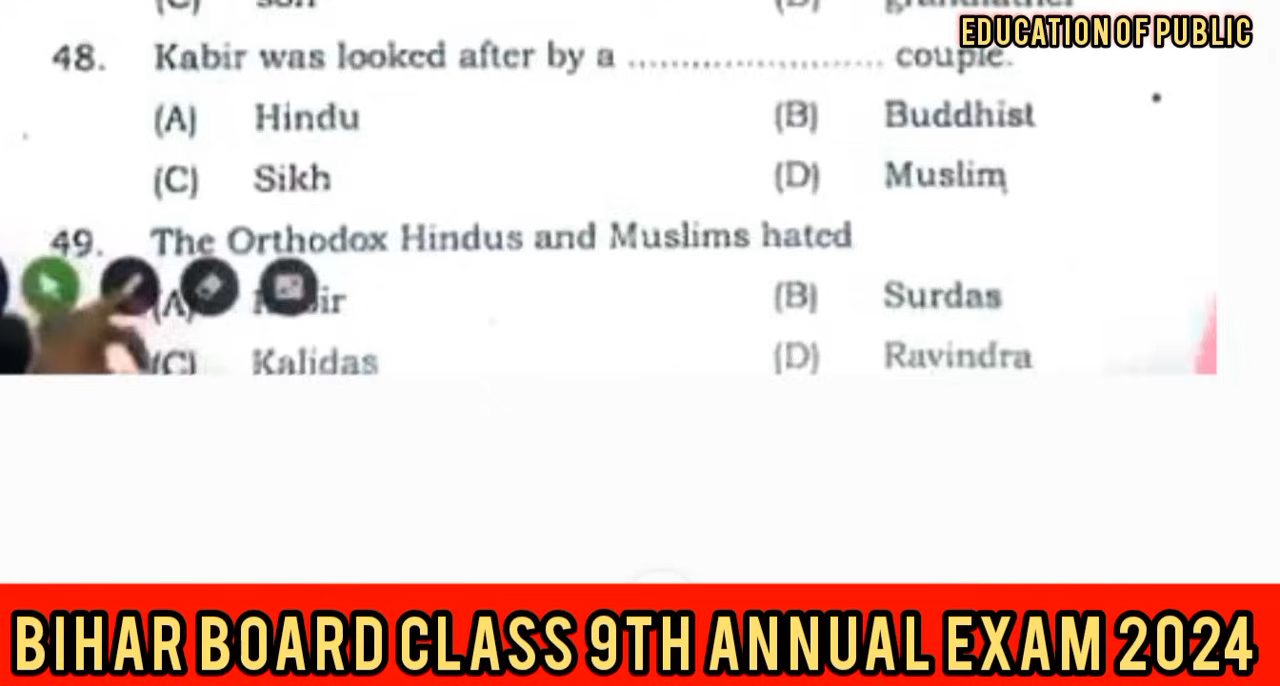 EDUCATION OF PUBLIC
48. Kabir was looked after by a ........................ couple.
(A) Hindu (B) Buddhist
(C) Sikh (D) Muslim
49. The Orthodox Hindus and Muslims hated
(A) (B) Surdas
(C) Kalidas (D) Ravindra
BIHAR BOARD CLASS 9TH ANNUAL EXAM 2024